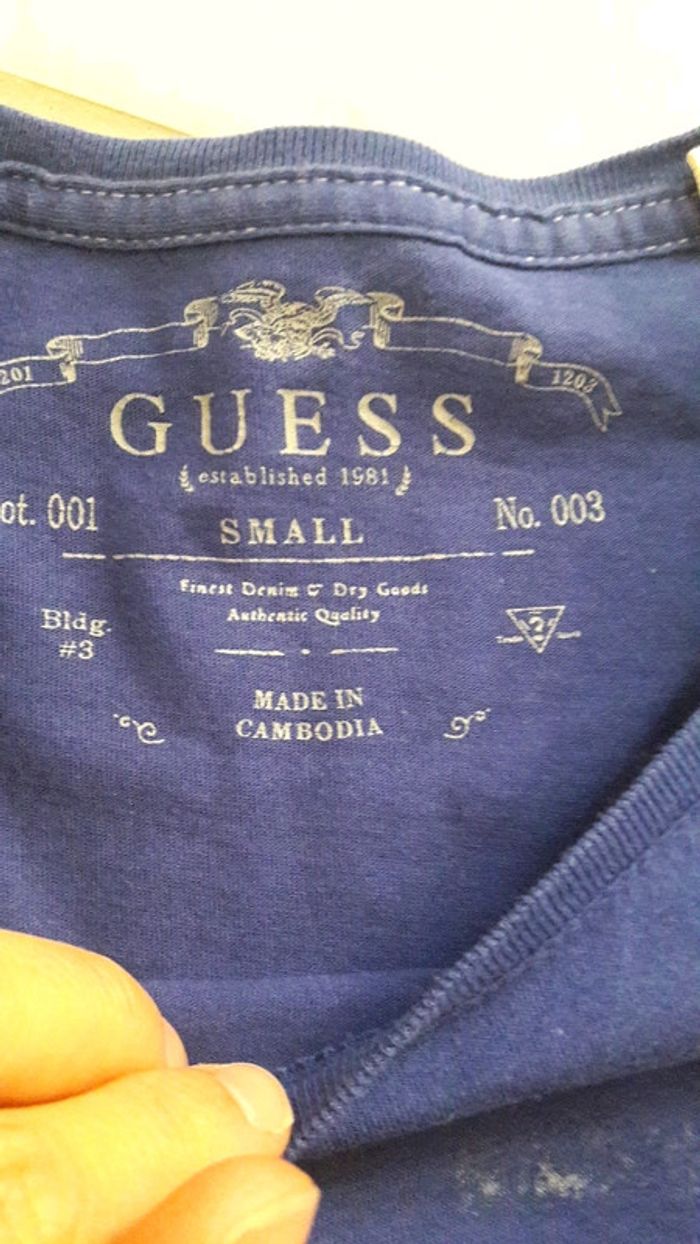 201 1203
GUESS
established 1981
ot. 001 No. 003
SMALL
Finest Denim & Dry Goods
Authentic Quality
Bldg.
#3
?
MADE IN
CAMBODIA